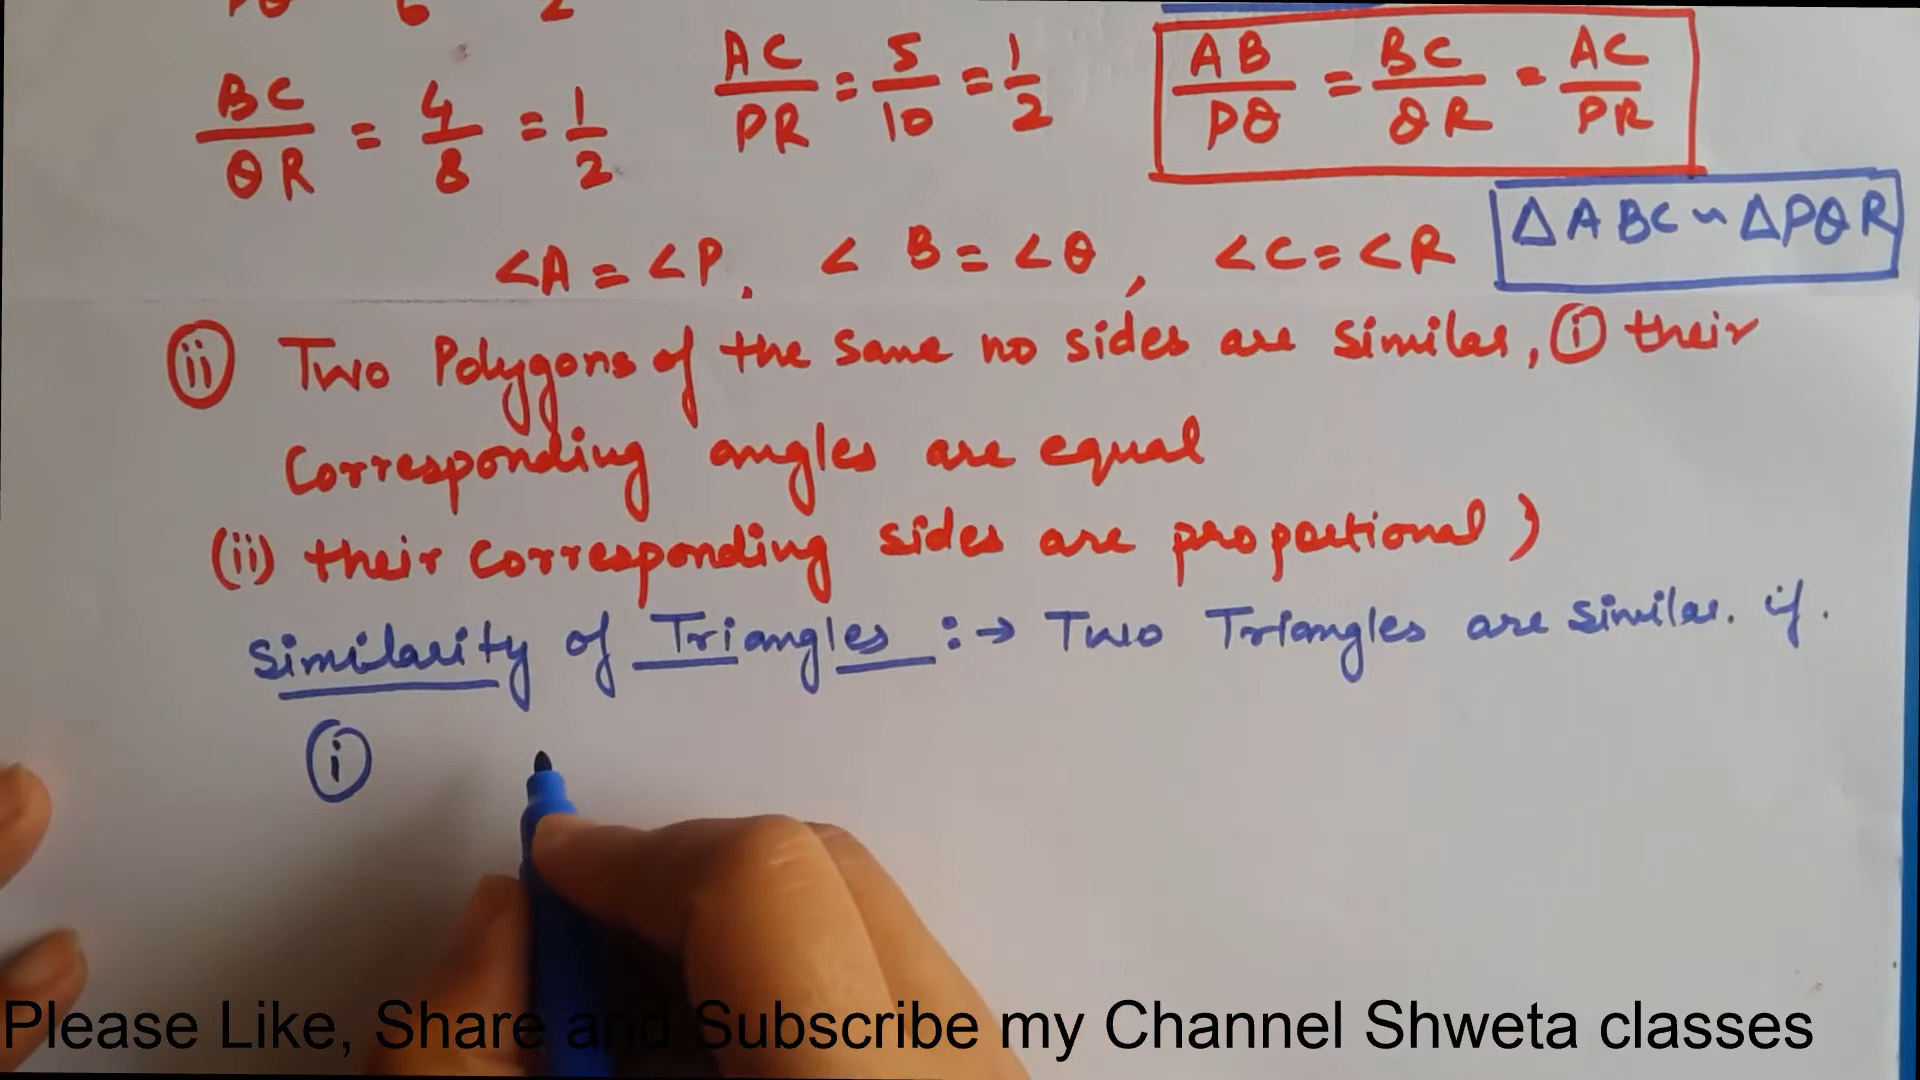 BC/QR = 4/8 = 1/2 AC/PR = 5/10 = 1/2 AB/PQ = BC/QR = AC/PR
∆ABC ~ ∆PQR
<A = <P, < B = <Q, <C = <R
(ii) Two Polygons of the same no sides are similar, (i) their
Corresponding angles are equal
(ii) their corresponding sides are proportional)
Similarity of Triangles :→ Two Triangles are similar. if.
(i)
Please Like, Share and Subscribe my Channel Shweta classes